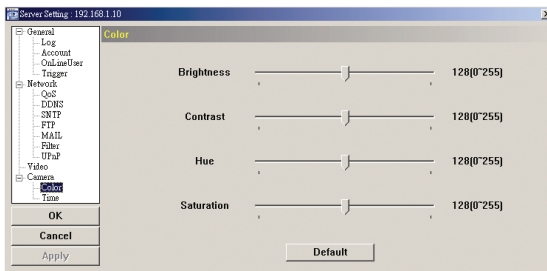 Server Setting : 192.168.1.10
General
Log
Account
OnLineUser
Trigger
Network
QoS
DDNS
SNTP
FTP
MAIL
Filter
UPnP
Video
Camera
Color
Time
OK
Cancel
Apply
Color
Brightness 128(0~255)
Contrast 128(0~255)
Hue 128(0~255)
Saturation 128(0~255)
Default